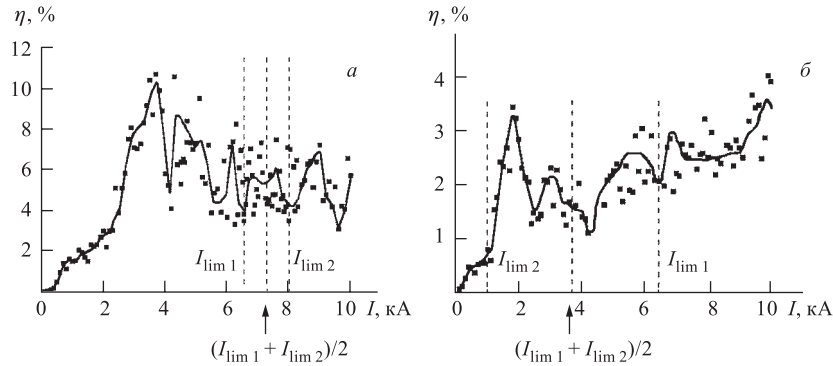 η, %
а
12
10
8
6
4
2
I_lim 1
I_lim 2
0 2 4 6 8 10 I, кА
(I_lim 1 + I_lim 2)/2
η, %
б
4
3
2
1
I_lim 2
I_lim 1
0 2 4 6 8 10 I, кА
(I_lim 1 + I_lim 2)/2